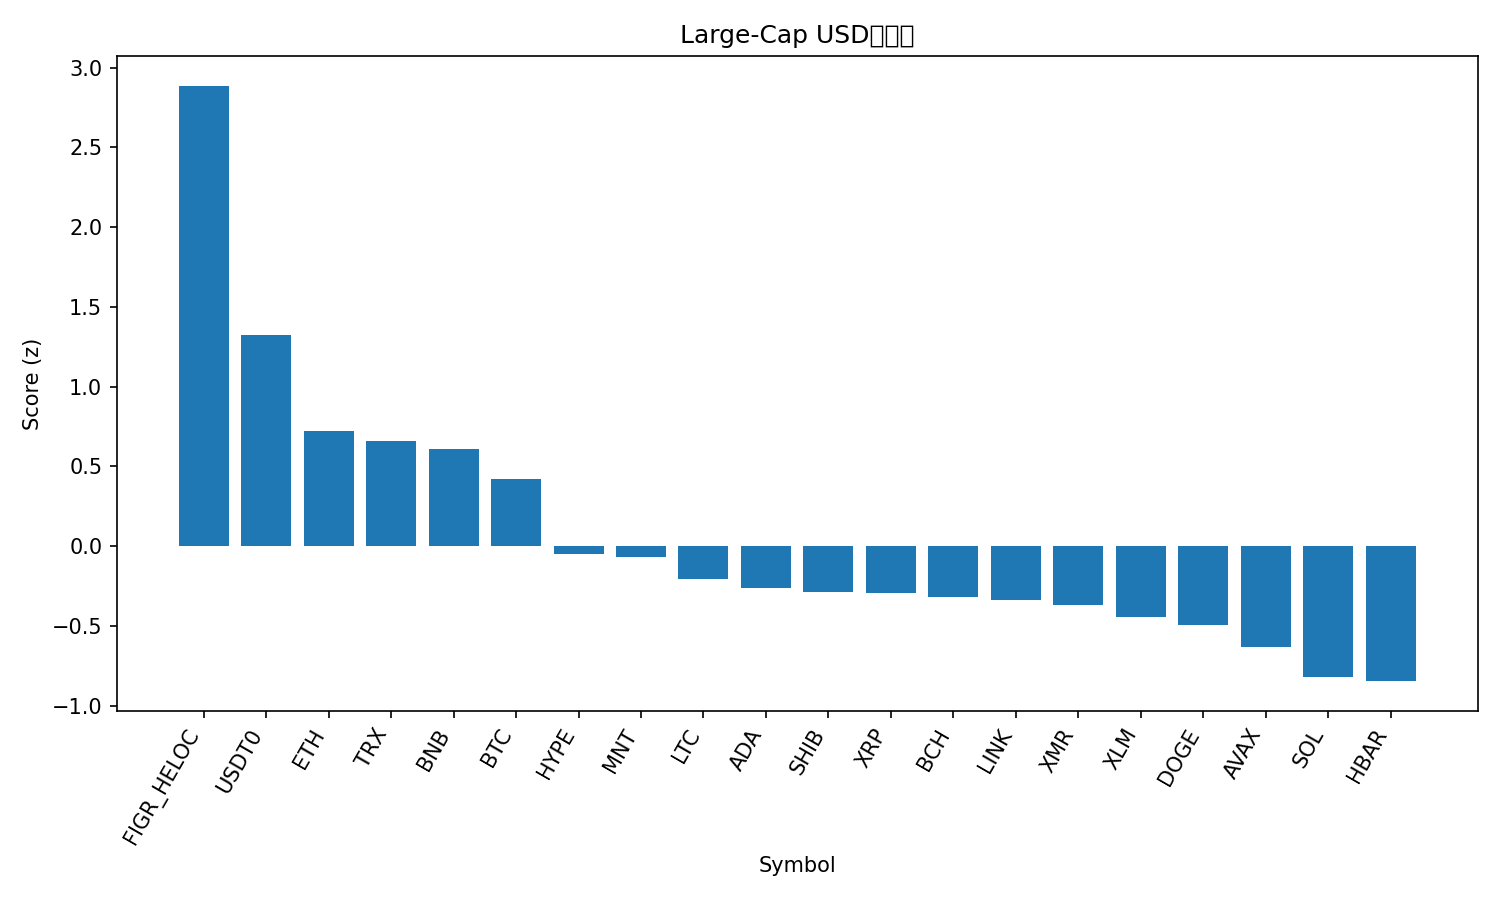 Large-Cap USD
3.0
2.5
2.0
1.5
1.0
0.5
0.0
−0.5
−1.0
Score (z)
FIGR_HELOC
USDT0
ETH
TRX
BNB
BTC
HYPE
MNT
LTC
ADA
SHIB
XRP
BCH
LINK
XMR
XLM
DOGE
AVAX
SOL
HBAR
Symbol